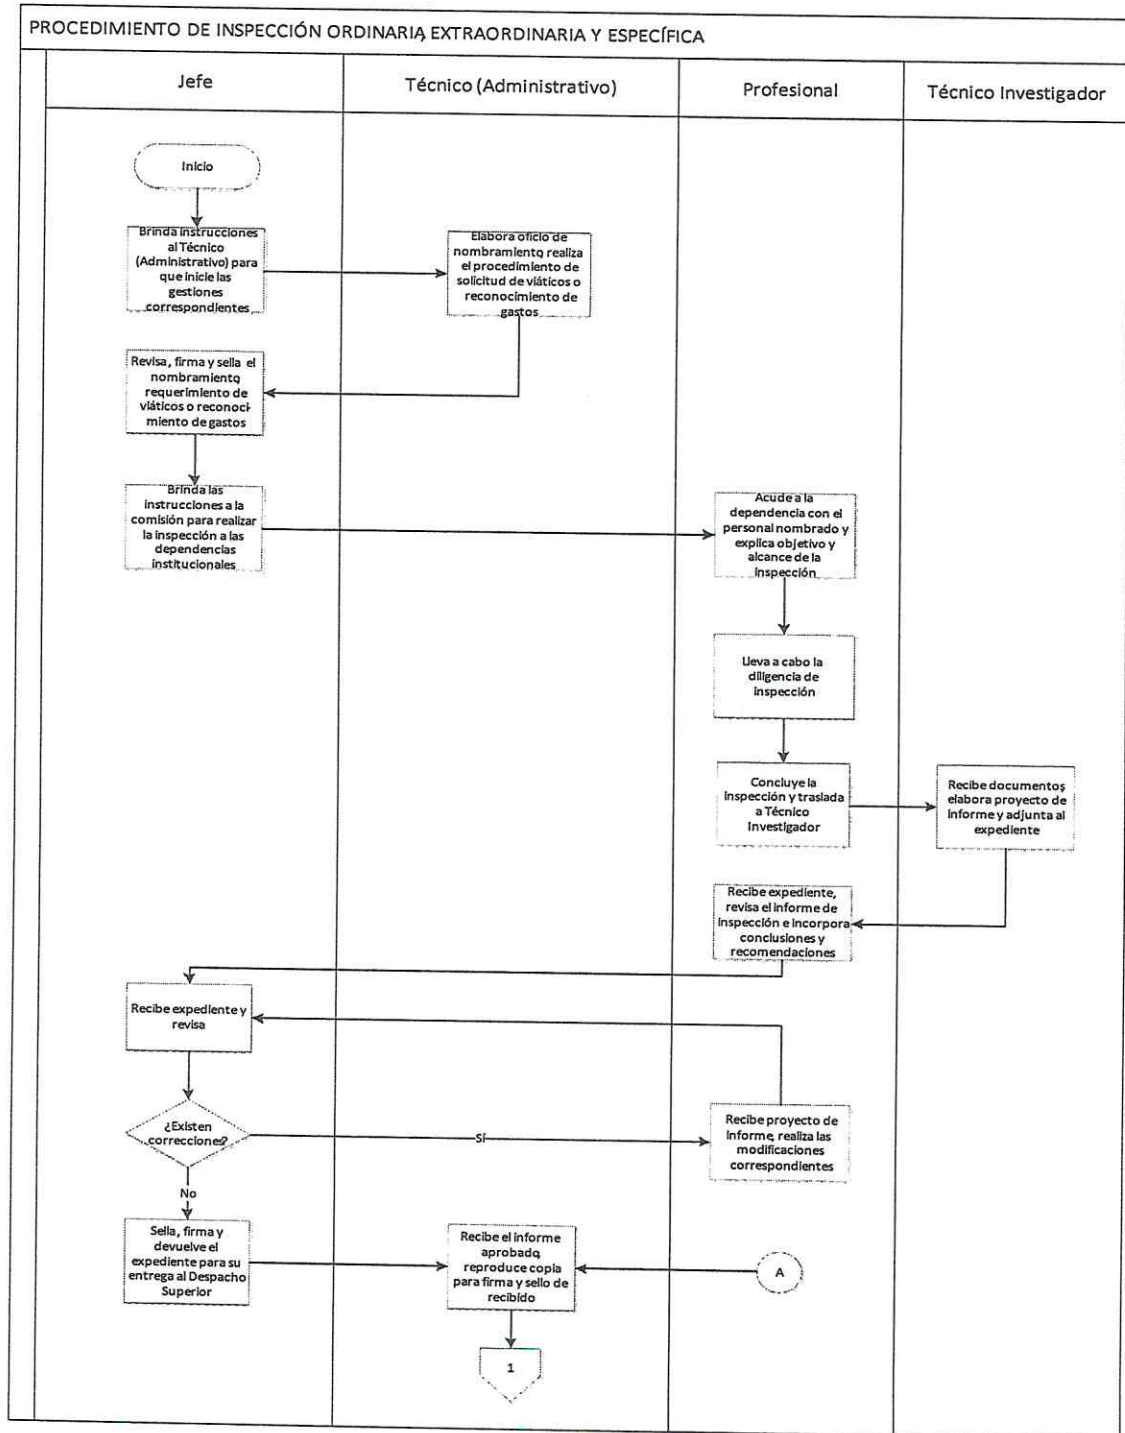 PROCEDIMIENTO DE INSPECCIÓN ORDINARIA, EXTRAORDINARIA Y ESPECÍFICA
Jefe
Técnico (Administrativo)
Profesional
Técnico Investigador
Inicio
Brinda instrucciones
al Técnico
(Administrativo) para
que inicie las
gestiones
correspondientes
Elabora oficio de
nombramiento, realiza
el procedimiento de
solicitud de viáticos o
reconocimiento de
gastos
Revisa, firma y sella el
nombramiento,
requerimiento de
viáticos o reconoci-
miento de gastos
Brinda las
instrucciones a la
comisión para realizar
la inspección a las
dependencias
institucionales
Acude a la
dependencia con el
personal nombrado y
explica objetivo y
alcance de la
inspección
Lleva a cabo la
diligencia de
inspección
Concluye la
inspección y traslada
a Técnico
Investigador
Recibe documentos,
elabora proyecto de
informe y adjunta al
expediente
Recibe expediente,
revisa el informe de
inspección e incorpora
conclusiones y
recomendaciones
Recibe expediente y
revisa
¿Existen
correcciones?
Sí
Recibe proyecto de
informe, realiza las
modificaciones
correspondientes
No
Sella, firma y
devuelve el
expediente para su
entrega al Despacho
Superior
Recibe el informe
aprobado,
reproduce copia
para firma y sello de
recibido
A
1